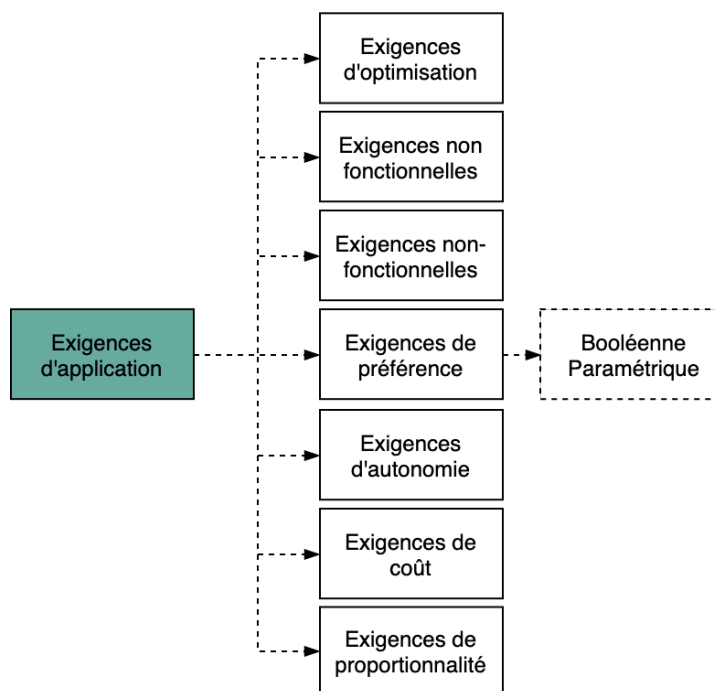 Exigences
d'optimisation
Exigences non
fonctionnelles
Exigences non-
fonctionnelles
Exigences
d'application
Exigences de
préférence
Booléenne
Paramétrique
Exigences
d'autonomie
Exigences de
coût
Exigences de
proportionnalité